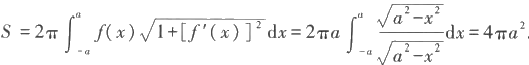 S = 2π ∫_{-a}^{a} f(x) √(1+[f′(x)]²) dx = 2πa ∫_{-a}^{a} √(a²-x²)/√(a²-x²) dx = 4πa².